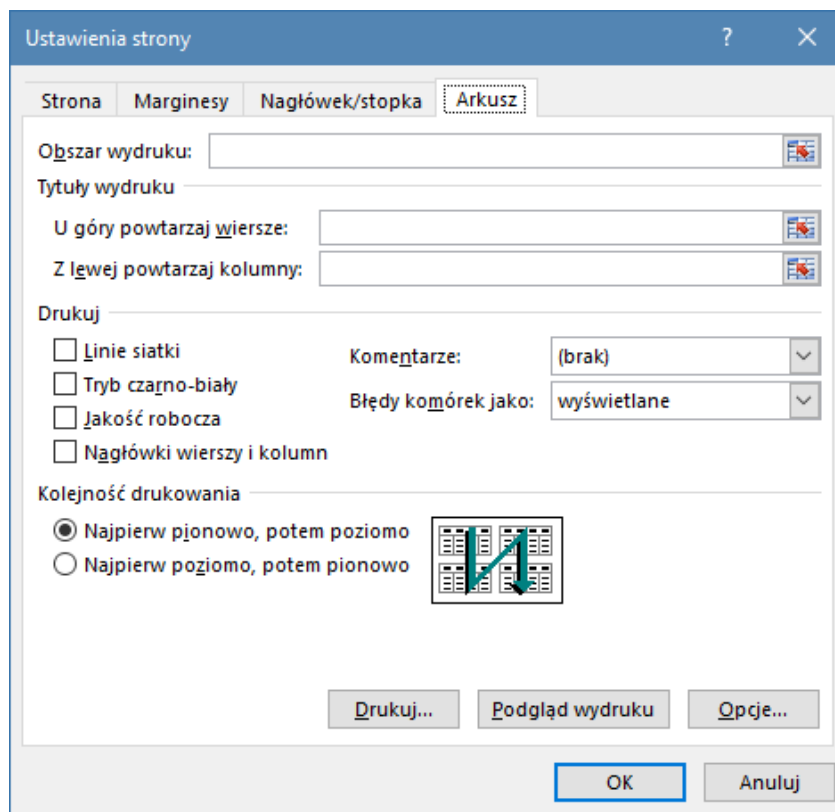 Ustawienia strony ?
Strona Marginesy Nagłówek/stopka Arkusz
Obszar wydruku:
Tytuły wydruku
U góry powtarzaj wiersze:
Z lewej powtarzaj kolumny:
Drukuj
Linie siatki
Tryb czarno-biały
Jakość robocza
Nagłówki wierszy i kolumn
Komentarze: (brak)
Błędy komórek jako: wyświetlane
Kolejność drukowania
Najpierw pionowo, potem poziomo
Najpierw poziomo, potem pionowo
Drukuj... Podgląd wydruku Opcje...
OK Anuluj